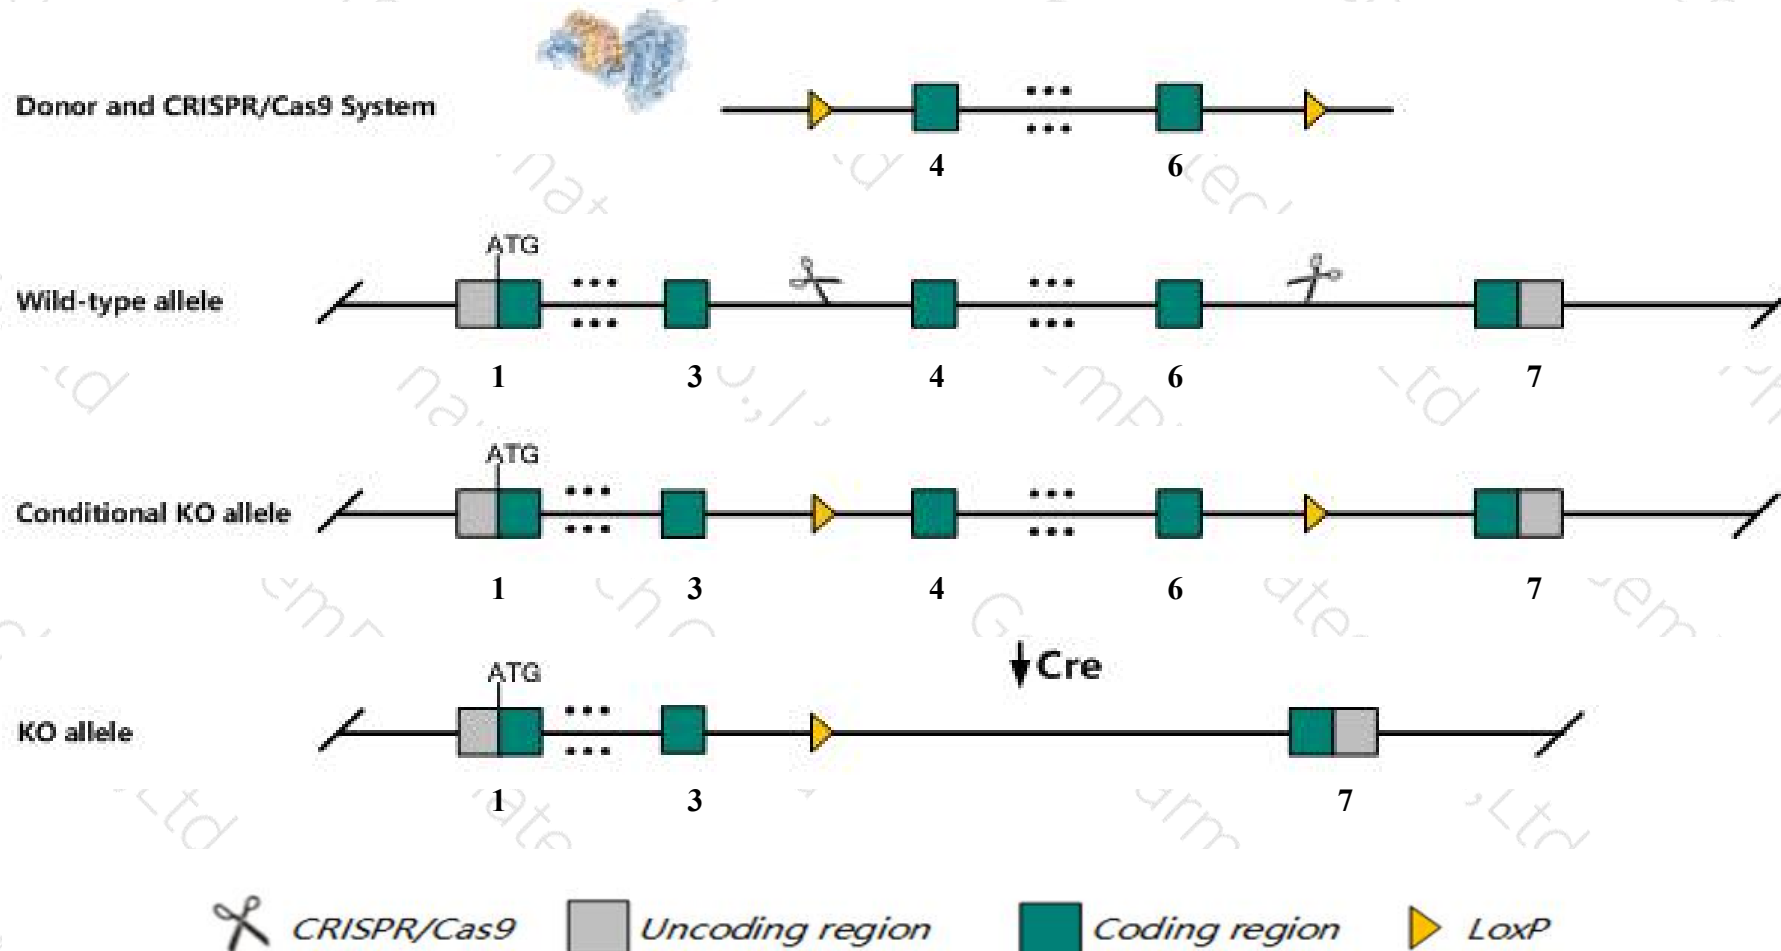 Donor and CRISPR/Cas9 System
4 6
ATG
Wild-type allele
1 3 4 6 7
ATG
Conditional KO allele
1 3 4 6 7
Cre
ATG
KO allele
1 3 7
CRISPR/Cas9 Uncoding region Coding region LoxP